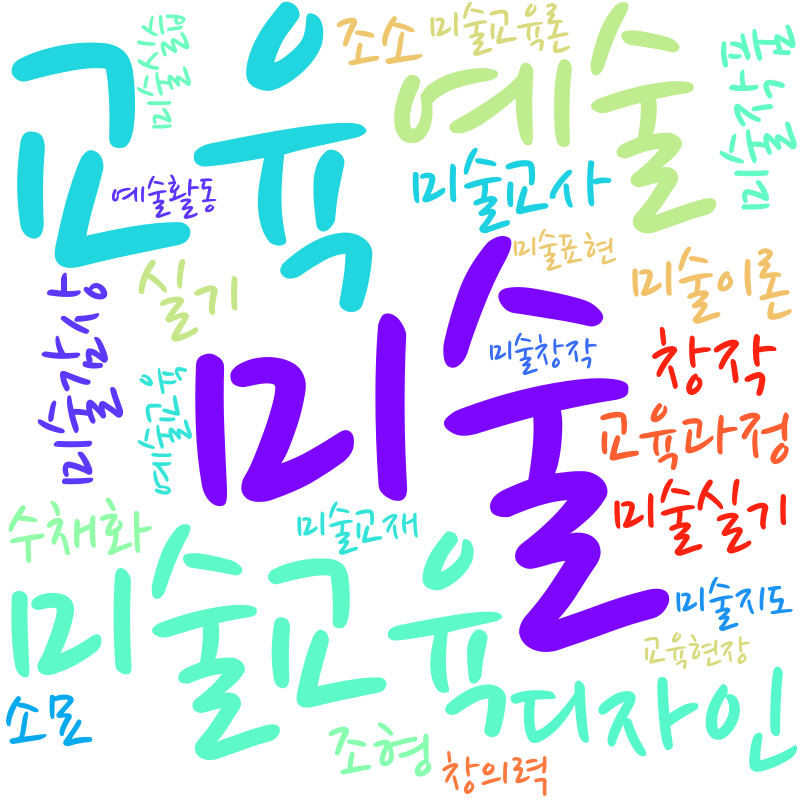 교육
미술실습
조소
미술교육론
예술
미술작품
예술활동
미술교사
미술표현
실기
미술감상
미술이론
미술
미술창작
창작
예술교육
교육과정
수채화
미술교재
미술실기
미술교육
미술지도
교육현장
소묘
디자인
조형
창의력